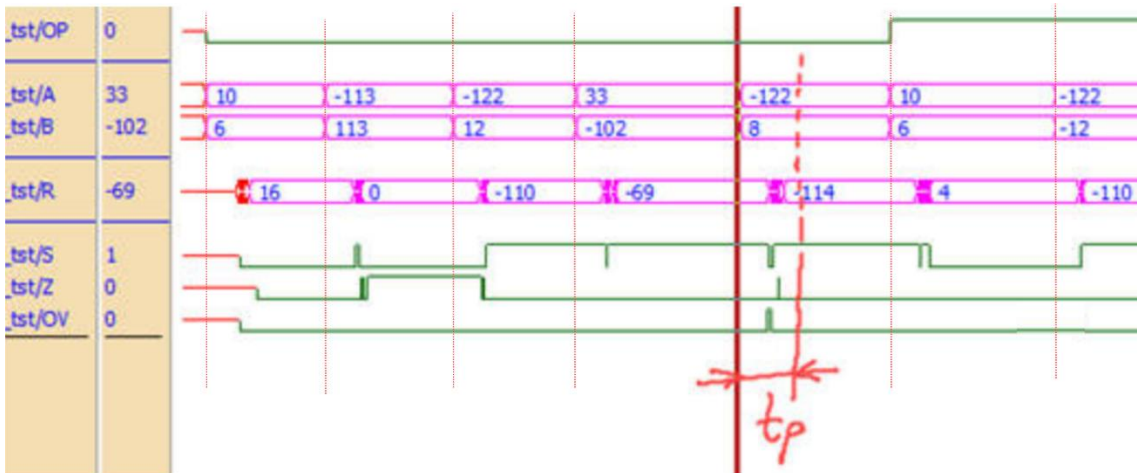 _tst/OP 0
_tst/A 33 10 -113 -122 33 -122 10 -122
_tst/B -102 6 113 12 -102 8 6 -12
_tst/R -69 16 0 -110 -69 -114 4 -110
_tst/S 1
_tst/Z 0
_tst/OV 0
tp